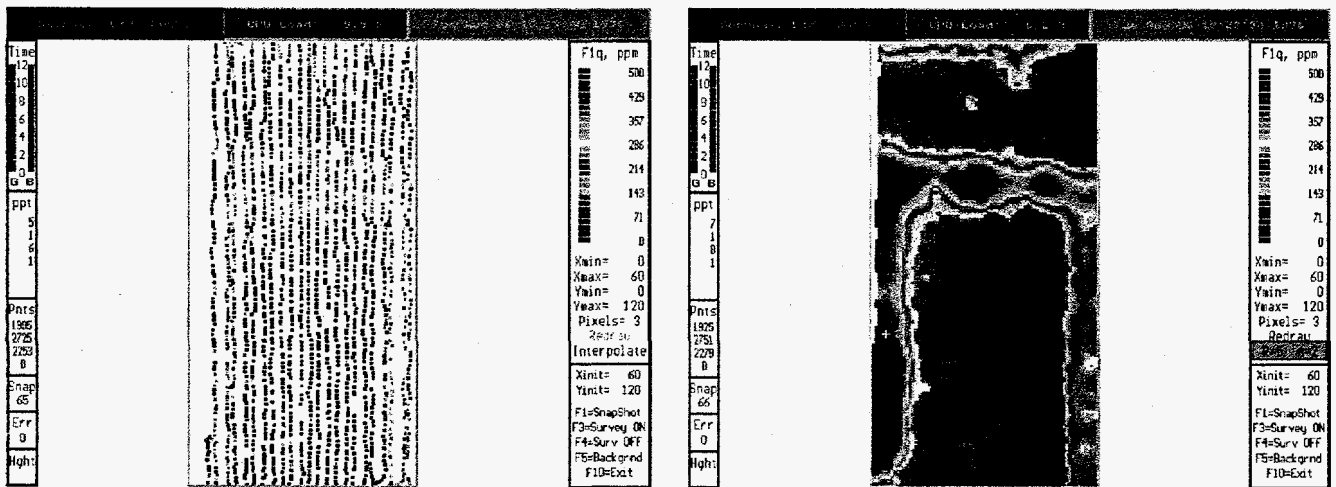 Time
12
10
8
6
4
2
0
G B
ppt
5
1
6
1
Pnts
1905
2725
2253
0
Snap
65
Err
0
Hght
F1q, ppm
500
429
357
286
214
143
71
0
Xmin= 0
Xmax= 60
Ymin= 0
Ymax= 120
Pixels= 3
Redraw
Interpolate
Xinit= 60
Yinit= 120
F1=SnapShot
F3=Survey ON
F4=Surv OFF
F5=Backgrnd
F10=Exit
Time
12
10
8
6
4
2
0
G B
ppt
7
1
8
1
Pnts
1925
2751
2279
0
Snap
66
Err
0
Hght
F1q, ppm
500
429
357
286
214
143
71
0
Xmin= 0
Xmax= 60
Ymin= 0
Ymax= 120
Pixels= 3
Redraw
Xinit= 60
Yinit= 120
F1=SnapShot
F3=Survey ON
F4=Surv OFF
F5=Backgrnd
F10=Exit